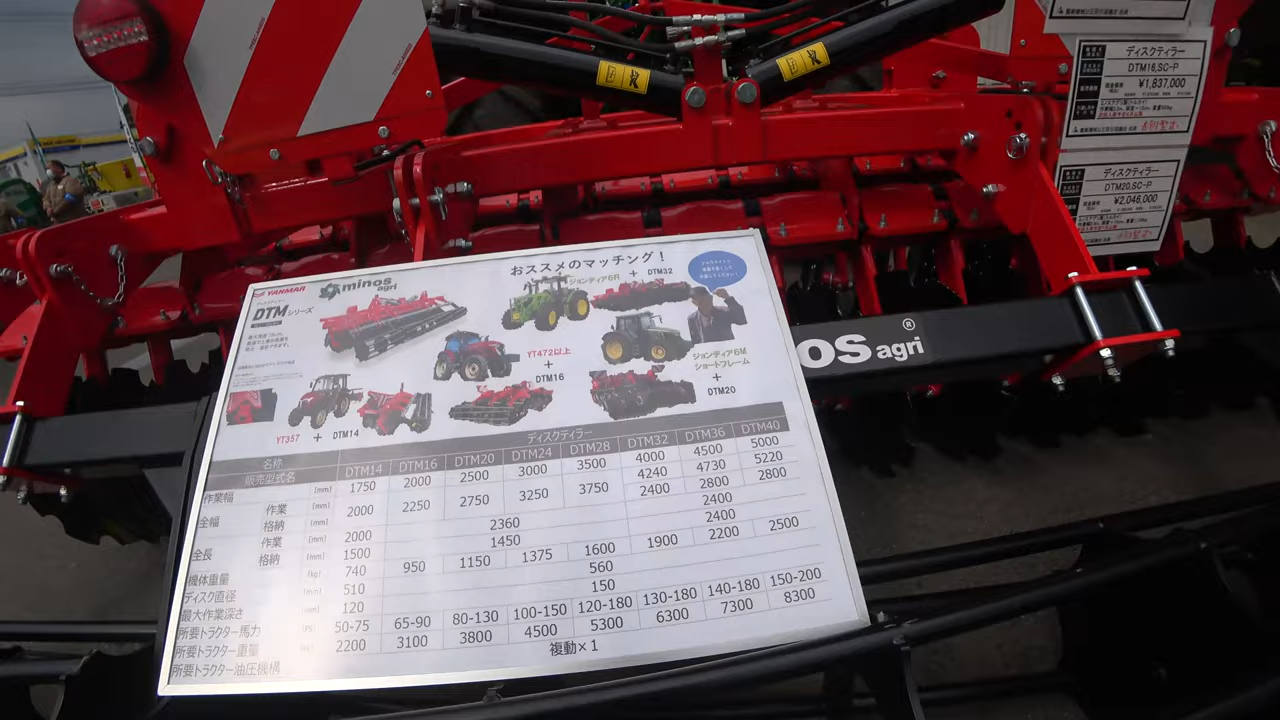 おススメのマッチング！
YANMAR
minos agri
ディスクティラー
DTMシリーズ
ジョンディア6R + DTM32
YT472以上 + DTM16
ジョンディア6M ショートフレーム + DTM20
YT357 + DTM14
名称 ディスクティラー
販売型式名 DTM14 DTM16 DTM20 DTM24 DTM28 DTM32 DTM36 DTM40
作業幅 [mm] 1750 2000 2500 3000 3500 4000 4500 5000
全幅 作業 [mm] 2000 2250 2750 3250 3750 4240 4730 5220
格納 [mm] 2400 2800 2800
全長 作業 [mm] 2000 2360 2400
格納 [mm] 1500 1450 2400
機体重量 [kg] 740 950 1150 1375 1600 1900 2200 2500
ディスク直径 [mm] 510 560
最大作業深さ [mm] 120 150
所要トラクター馬力 [PS] 50-75 65-90 80-130 100-150 120-180 130-180 140-180 150-200
所要トラクター重量 [kg] 2200 3100 3800 4500 5300 6300 7300 8300
所要トラクター油圧機構 複動×1
os agri ®
ディスクティラー
DTM16,SC-P
¥1,837,000
ディスクティラー
DTM20,SC-P
¥2,046,000